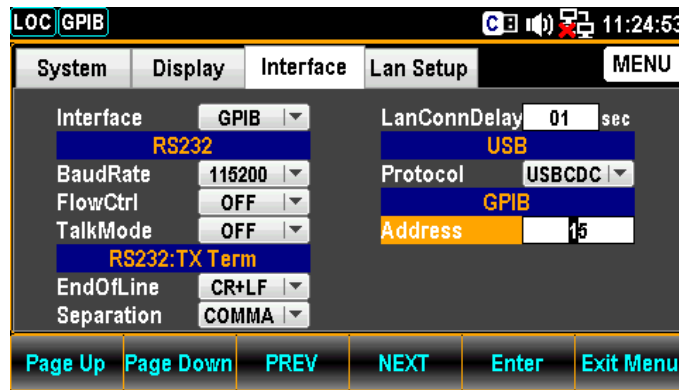 LOC GPIB C 11:24:53
System Display Interface Lan Setup MENU
Interface GPIB
RS232
BaudRate 115200
FlowCtrl OFF
TalkMode OFF
RS232:TX Term
EndOfLine CR+LF
Separation COMMA
LanConnDelay 01 sec
USB
Protocol USBCDC
GPIB
Address 15
Page Up Page Down PREV NEXT Enter Exit Menu